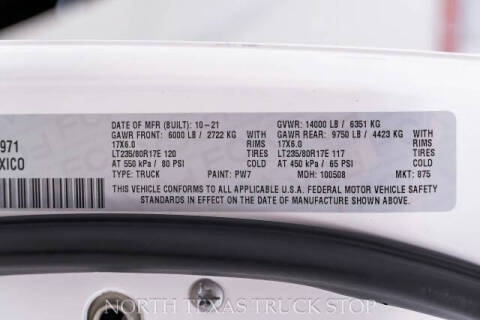 DATE OF MFR (BUILT): 10-21 GVWR: 14000 LB / 6351 KG
GAWR FRONT: 6000 LB / 2722 KG WITH GAWR REAR: 9750 LB / 4423 KG WITH
971 17X6.0 RIMS 17X6.0 RIMS
XICO LT235/80R17E 120 TIRES LT235/80R17E 117 TIRES
AT 550 kPa / 80 PSI COLD AT 450 kPa / 65 PSI COLD
TYPE: TRUCK PAINT: PW7 MDH: 100508 MKT: 875
THIS VEHICLE CONFORMS TO ALL APPLICABLE U.S.A. FEDERAL MOTOR VEHICLE SAFETY
STANDARDS IN EFFECT ON THE DATE OF MANUFACTURE SHOWN ABOVE.
NORTH TEXAS TRUCK STOP